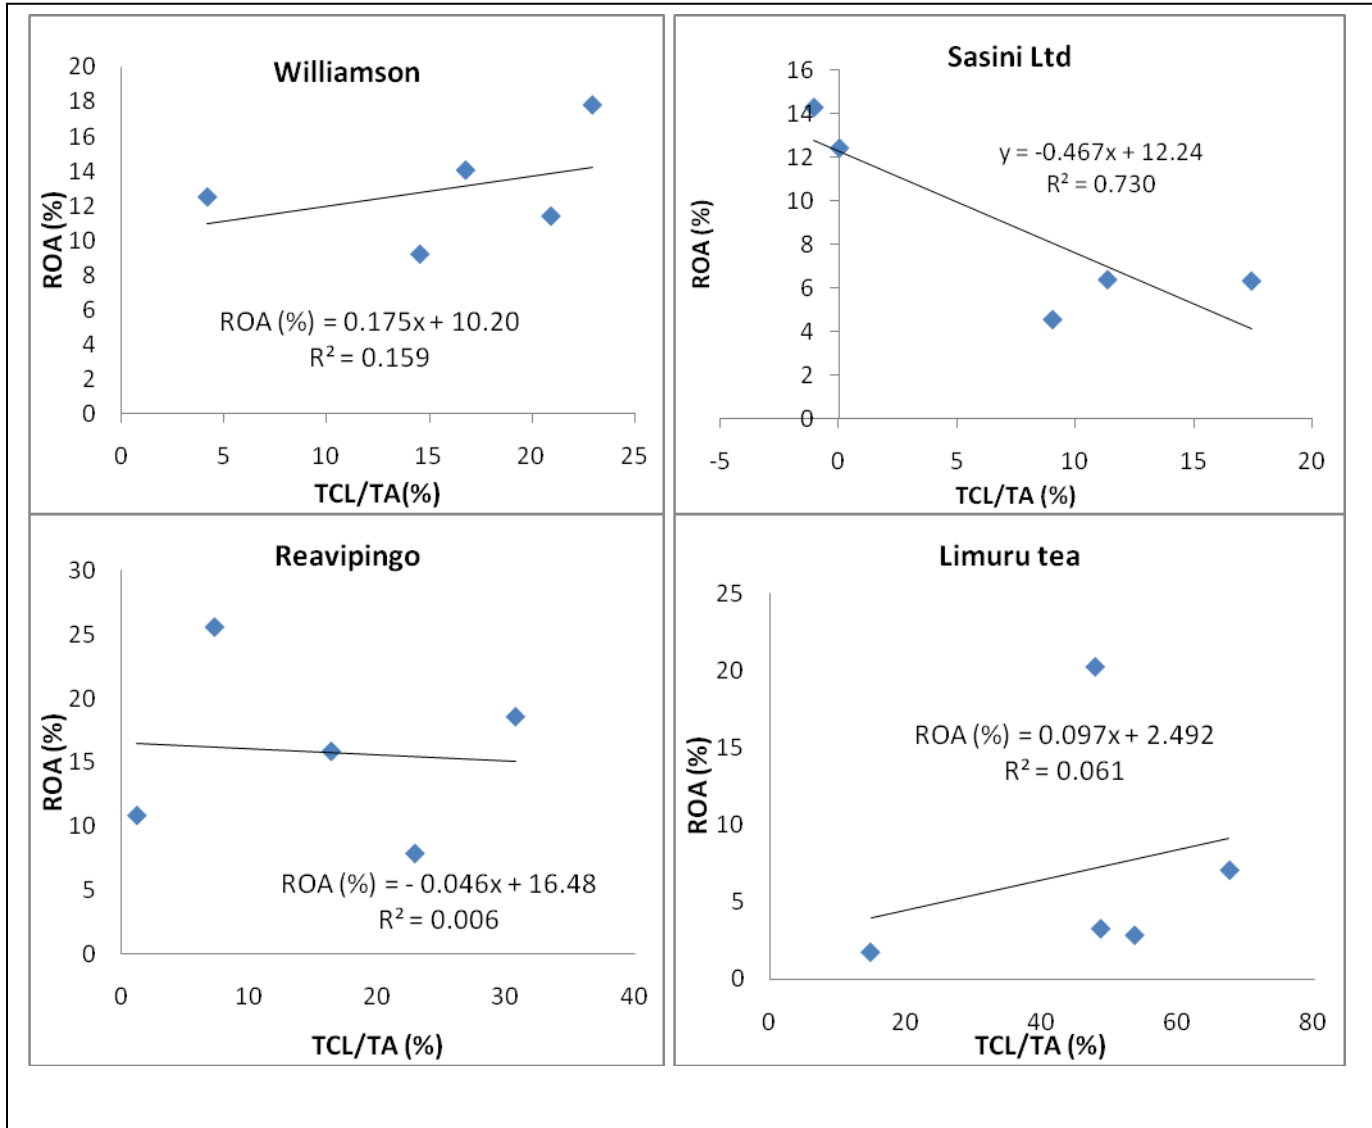 Williamson
20
18
16
14
12
10
8
6
4
2
0
ROA (%)
ROA (%) = 0.175x + 10.20
R² = 0.159
0 5 10 15 20 25
TCL/TA(%)
Sasini Ltd
16
14
12
10
8
6
4
2
0
ROA (%)
y = -0.467x + 12.24
R² = 0.730
-5 0 5 10 15 20
TCL/TA (%)
Reavipingo
30
25
20
15
10
5
0
ROA (%)
ROA (%) = - 0.046x + 16.48
R² = 0.006
0 10 20 30 40
TCL/TA (%)
Limuru tea
25
20
15
10
5
0
ROA (%)
ROA (%) = 0.097x + 2.492
R² = 0.061
0 20 40 60 80
TCL/TA (%)